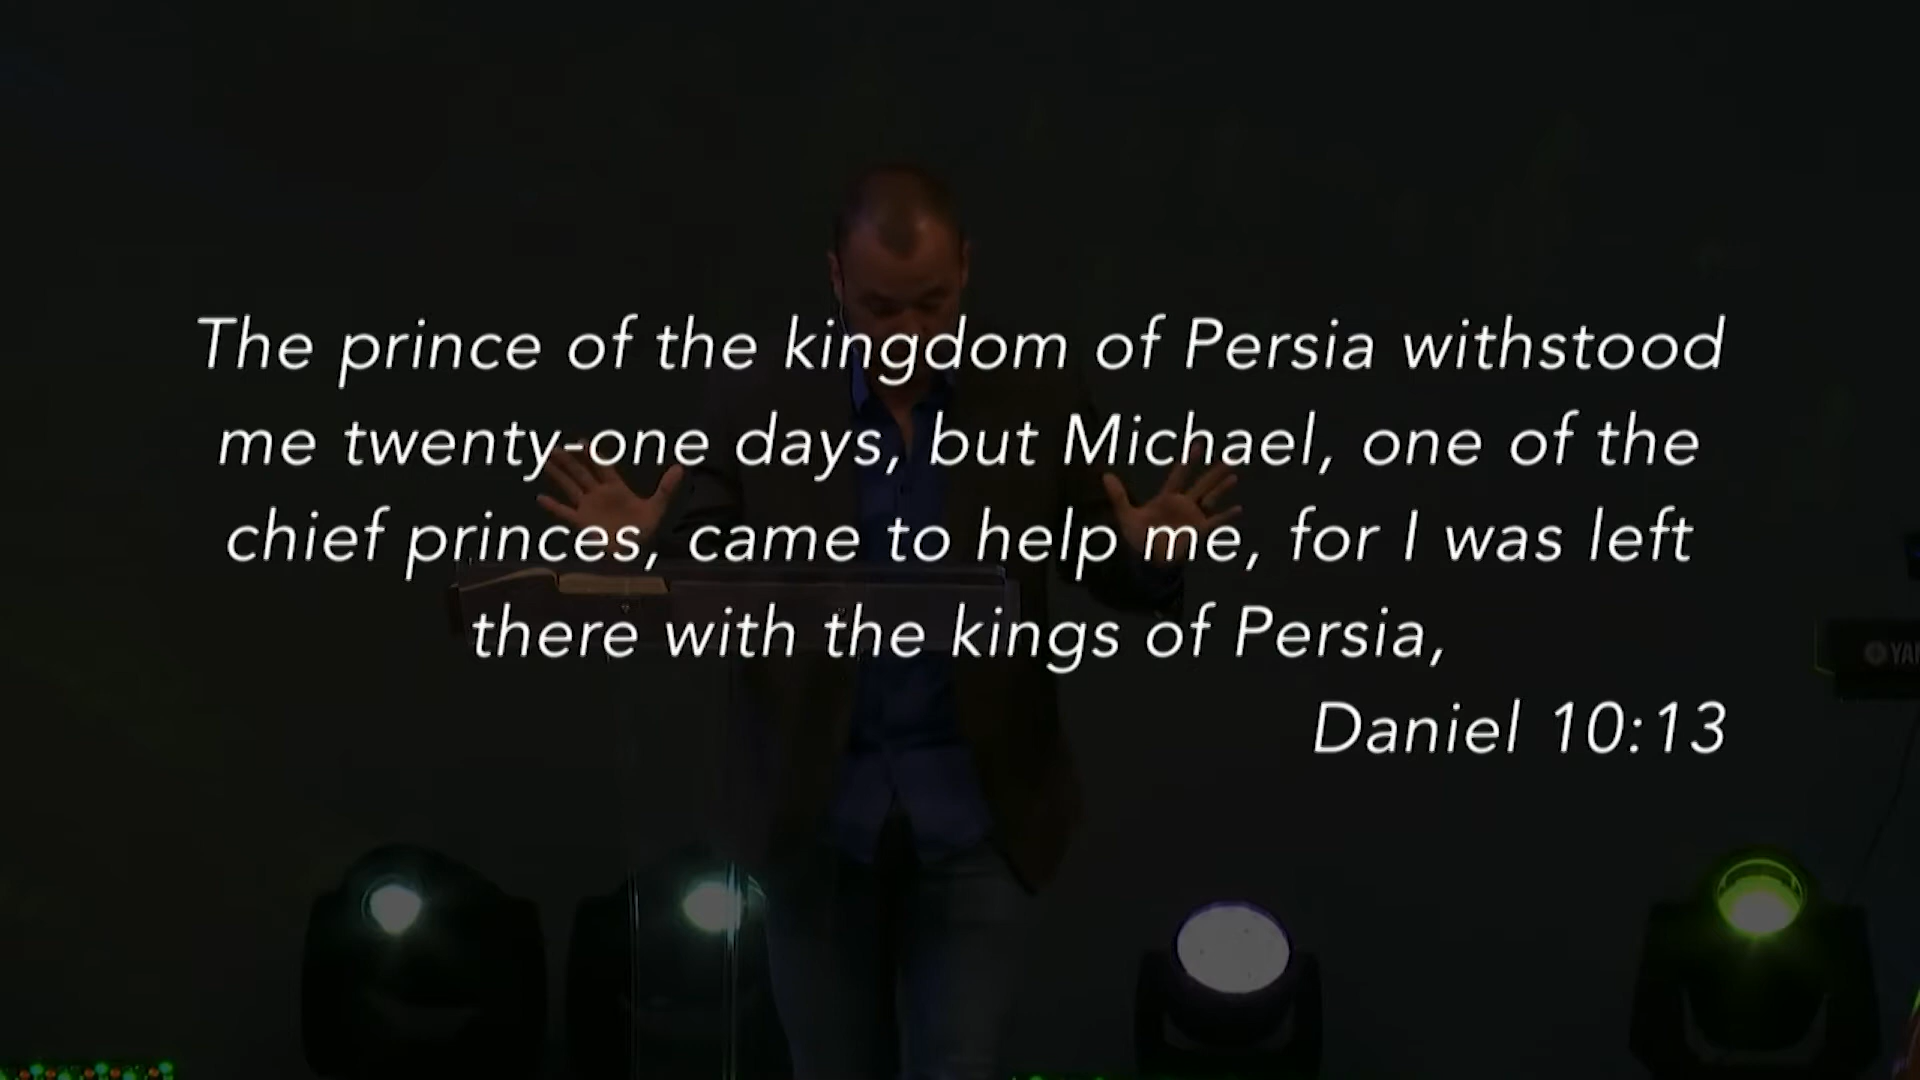 The prince of the kingdom of Persia withstood
me twenty-one days, but Michael, one of the
chief princes, came to help me, for I was left
there with the kings of Persia,
Daniel 10:13